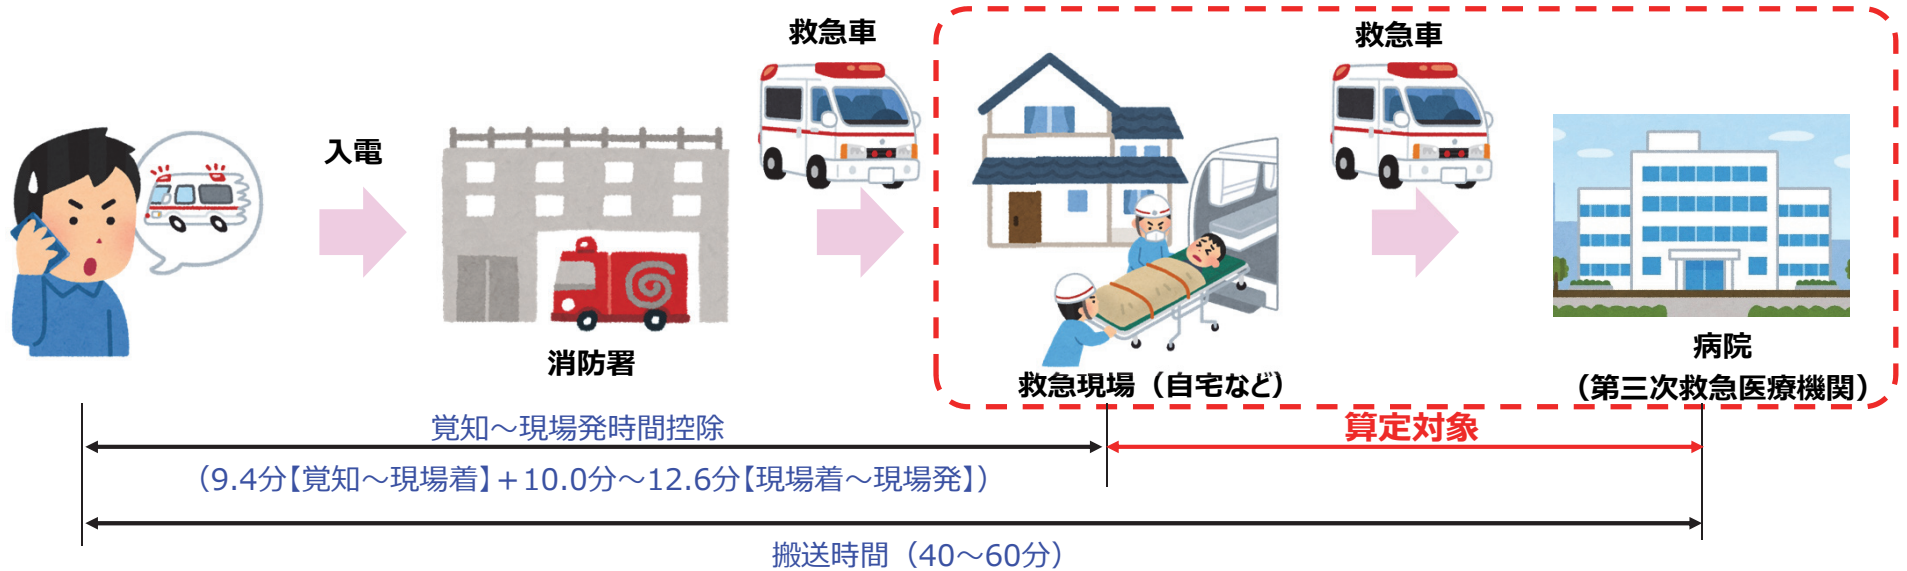 救急車
救急車
入電
消防署
救急現場（自宅など）
病院
（第三次救急医療機関）
覚知～現場発時間控除
算定対象
（9.4分【覚知～現場着】＋10.0分～12.6分【現場着～現場発】）
搬送時間（40～60分）